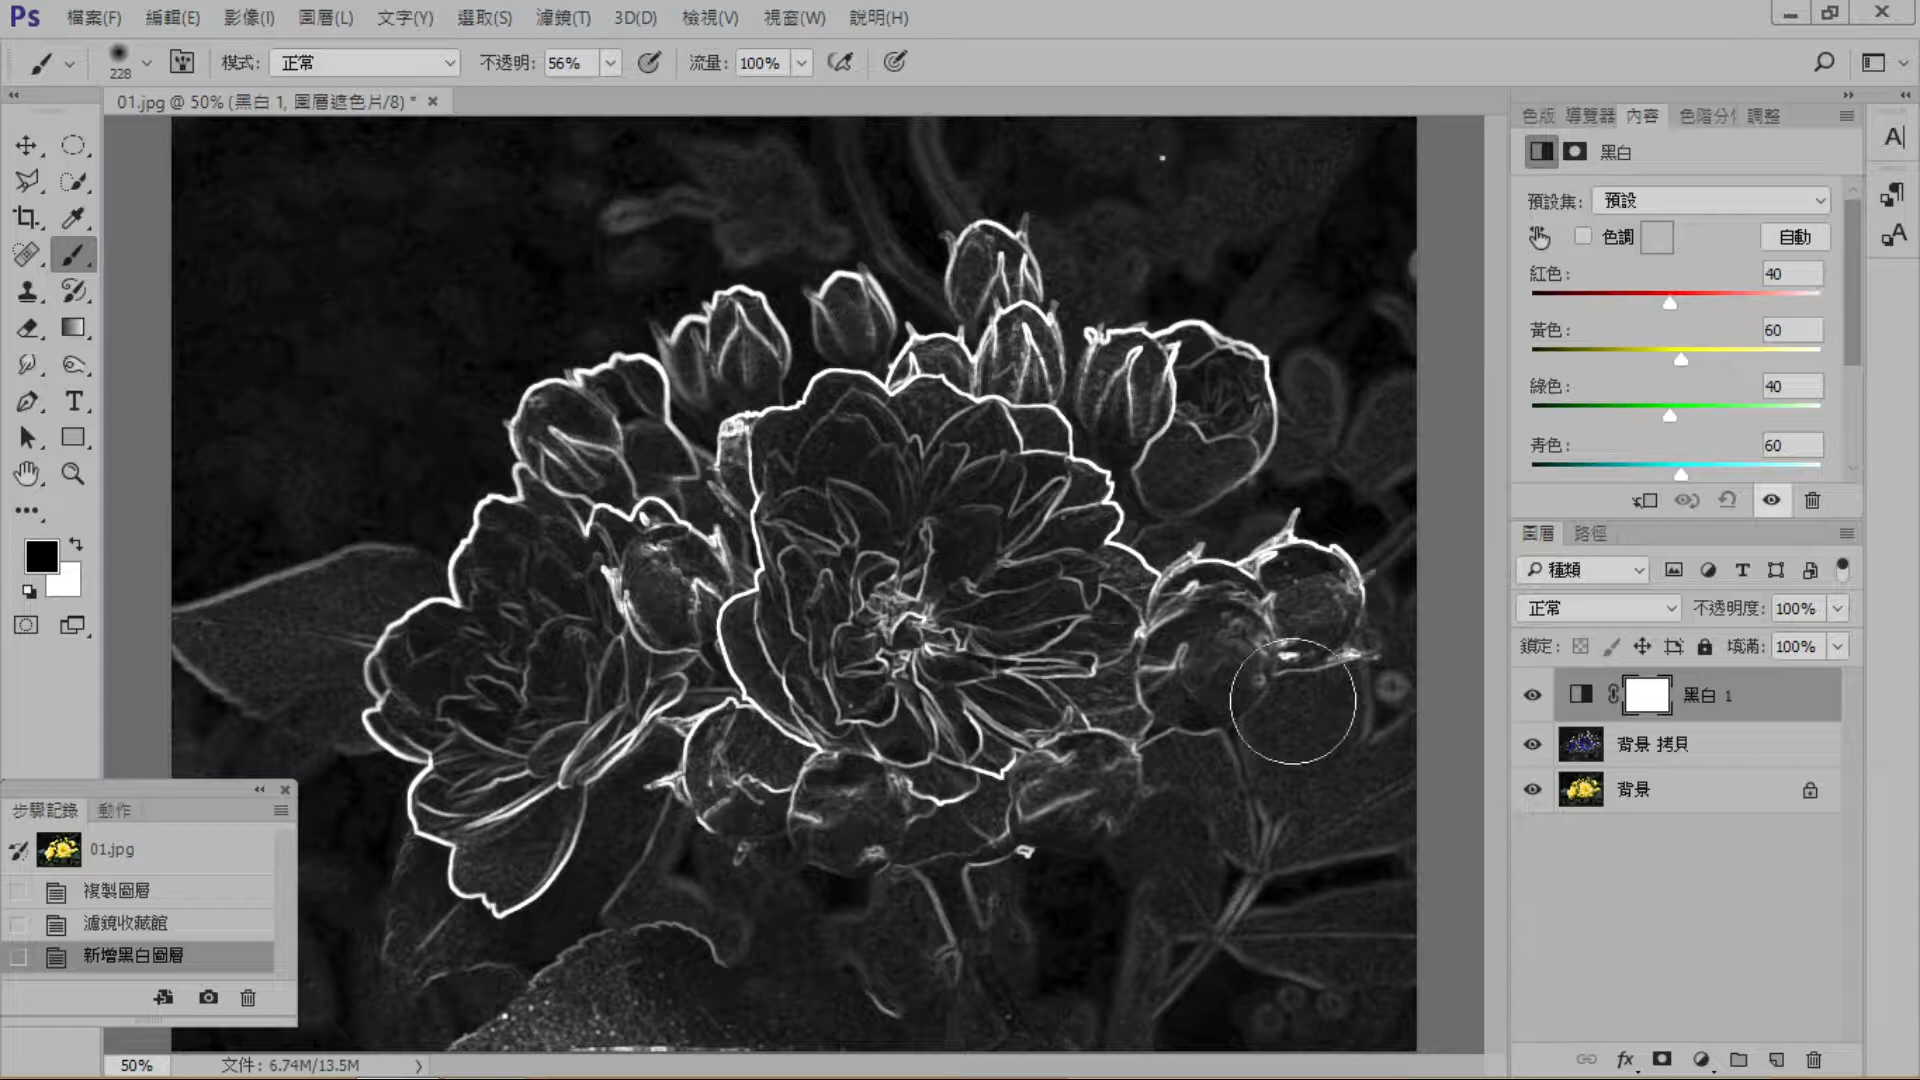 Ps 檔案(F) 編輯(E) 影像(I) 圖層(L) 文字(Y) 選取(S) 濾鏡(T) 3D(D) 檢視(V) 視窗(W) 說明(H)
228 模式: 正常 不透明: 56% 流量: 100%
01.jpg @ 50% (黑白 1, 圖層遮色片/8) *
色版 導覽器 內容 色階分 調整
黑白
預設集: 預設
色調 自動
紅色: 40
黃色: 60
綠色: 40
青色: 60
圖層 路徑
種類
正常 不透明度: 100%
鎖定: 填滿: 100%
黑白 1
背景 拷貝
背景
步驟記錄 動作
01.jpg
複製圖層
濾鏡收藏館
新增黑白圖層
50% 文件: 6.74M/13.5M